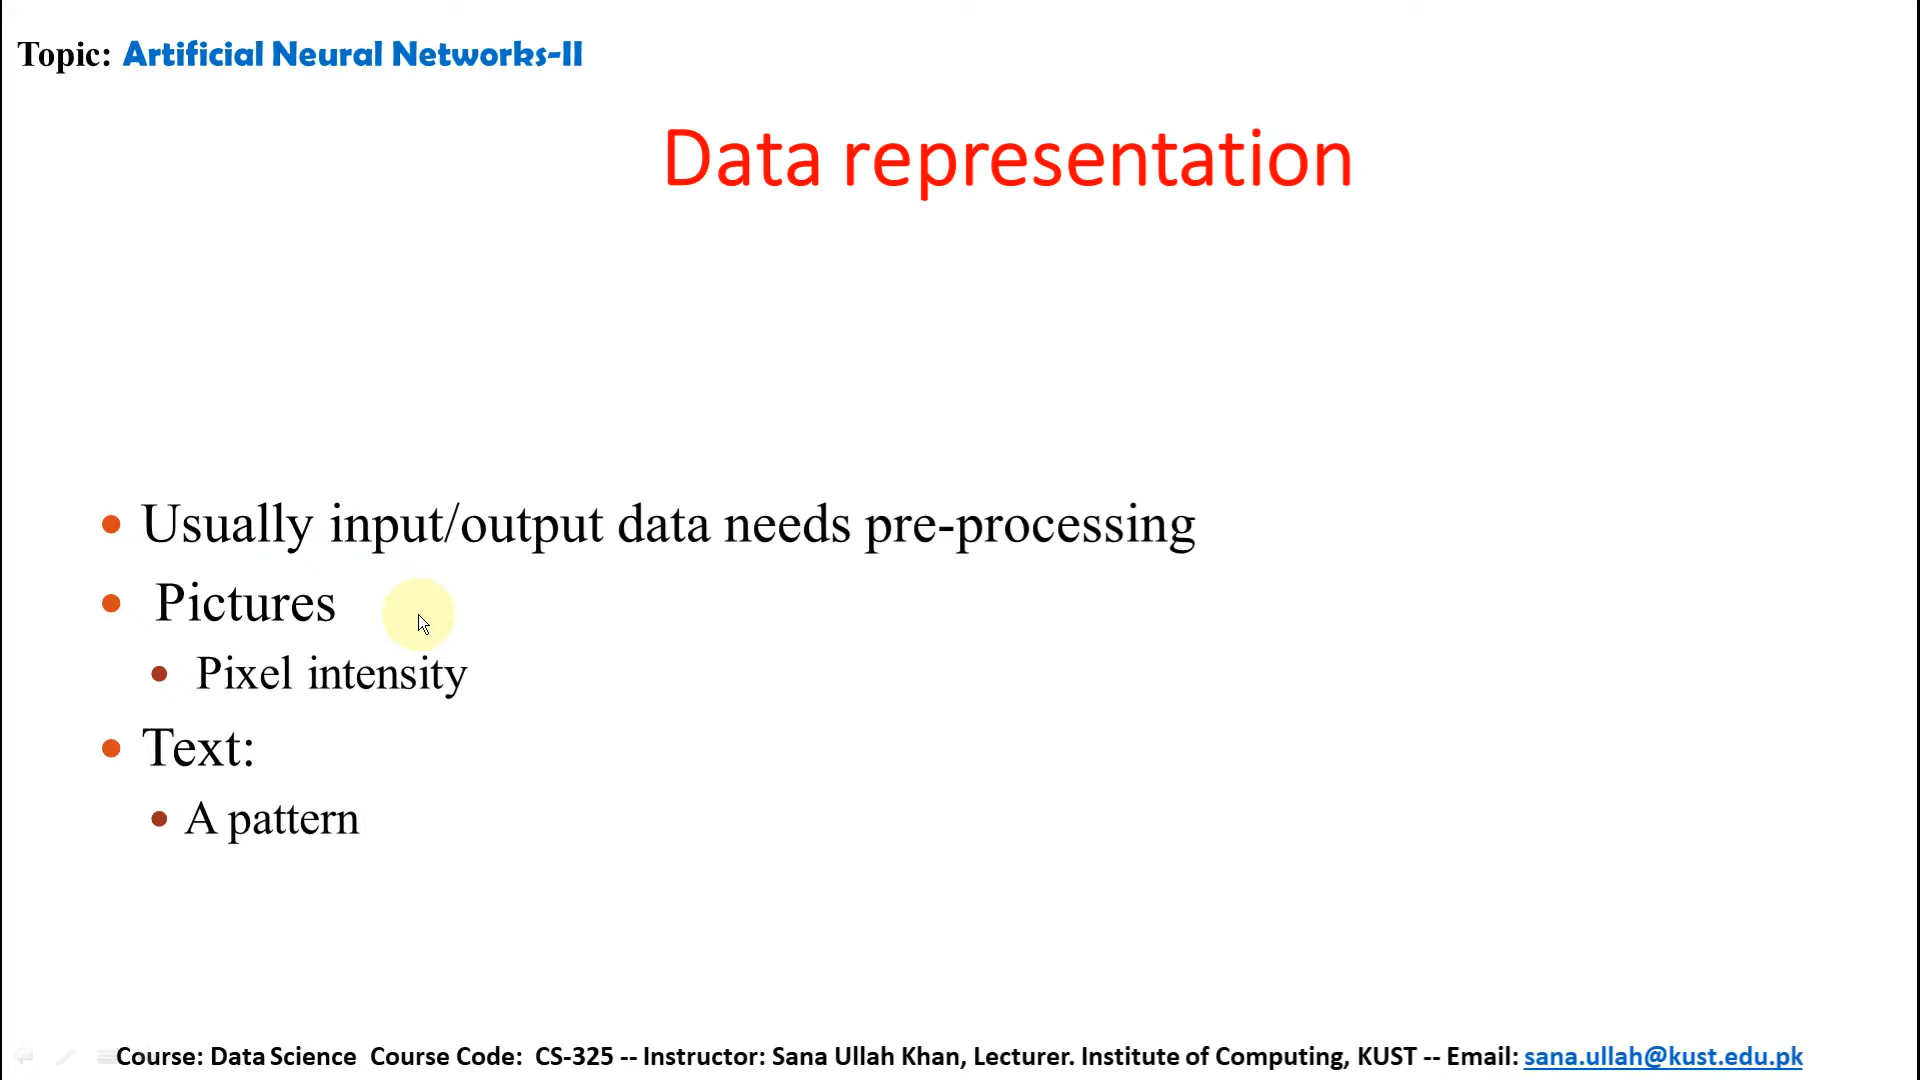 Topic: Artificial Neural Networks-II
Data representation
• Usually input/output data needs pre-processing
• Pictures
• Pixel intensity
• Text:
• A pattern
Course: Data Science Course Code: CS-325 -- Instructor: Sana Ullah Khan, Lecturer. Institute of Computing, KUST -- Email: sana.ullah@kust.edu.pk